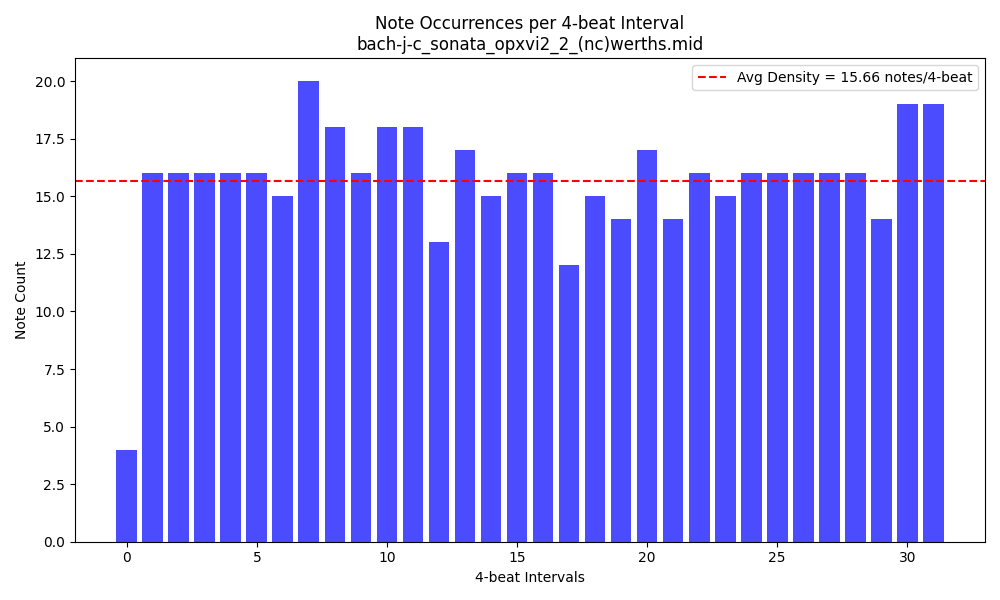 Note Occurrences per 4-beat Interval
bach-j-c_sonata_opxvi2_2_(nc)werths.mid
Avg Density = 15.66 notes/4-beat
20.0
17.5
15.0
12.5
10.0
7.5
5.0
2.5
0.0
Note Count
0 5 10 15 20 25 30
4-beat Intervals